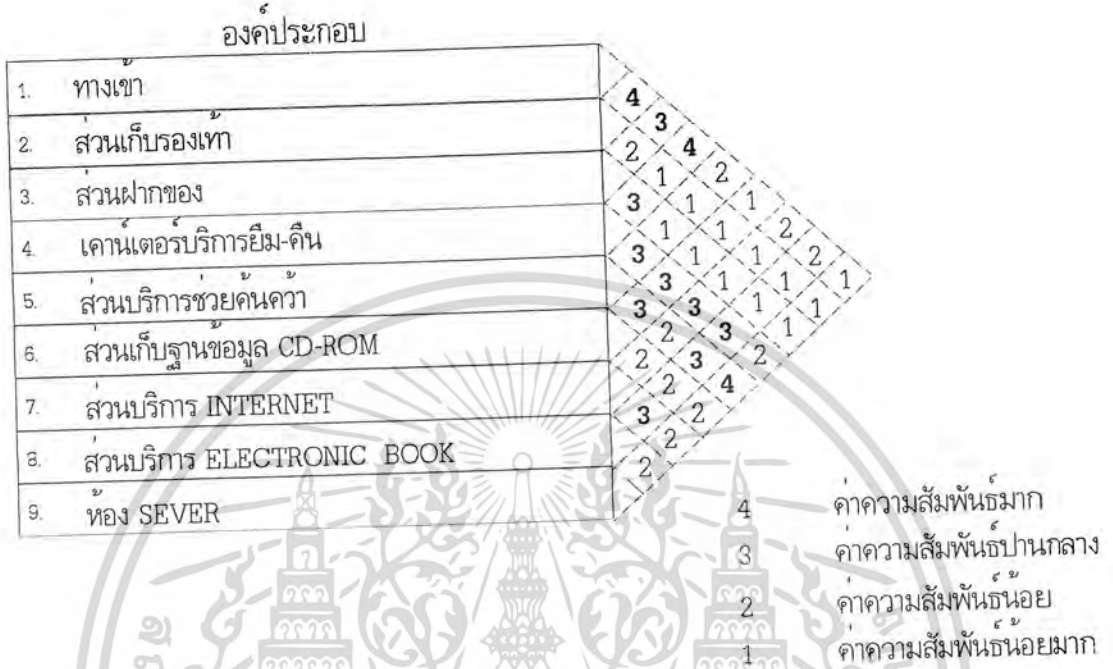 องค์ประกอบ
1. ทางเข้า
2. ส่วนเก็บรองเท้า
3. ส่วนฝากของ
4. เคาน์เตอร์บริการยืม-คืน
5. ส่วนบริการช่วยค้นคว้า
6. ส่วนเก็บฐานข้อมูล CD-ROM
7. ส่วนบริการ INTERNET
8. ส่วนบริการ ELECTRONIC BOOK
9. ห้อง SEVER
4 3 4 2 1 2 2 1
2 1 1 1 1 1 1
3 1 1 1 1 1
3 3 3 3 2
3 2 3 4
2 2 2
3 2
2
4 ค่าความสัมพันธ์มาก
3 ค่าความสัมพันธ์ปานกลาง
2 ค่าความสัมพันธ์น้อย
1 ค่าความสัมพันธ์น้อยมาก